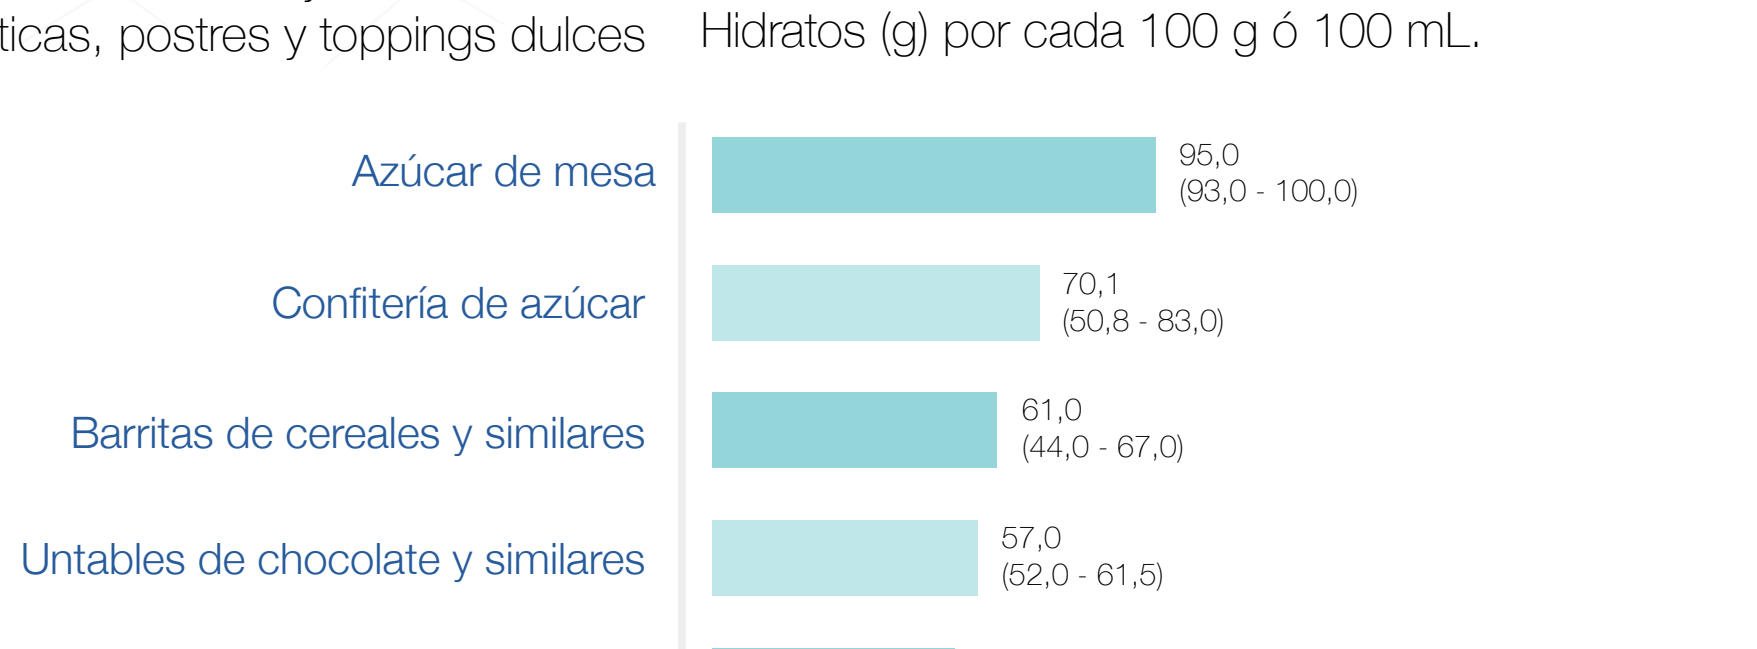 postres y toppings dulces
Hidratos (g) por cada 100 g ó 100 mL.
Azúcar de mesa
95,0
(93,0 - 100,0)
Confitería de azúcar
70,1
(50,8 - 83,0)
Barritas de cereales y similares
61,0
(44,0 - 67,0)
Untables de chocolate y similares
57,0
(52,0 - 61,5)